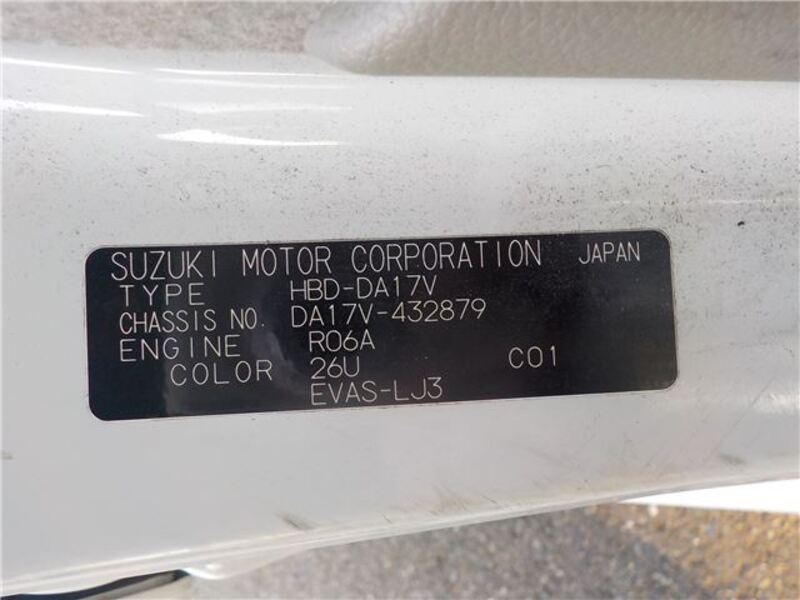 SUZUKI MOTOR CORPORATION JAPAN
TYPE HBD-DA17V
CHASSIS NO. DA17V-432879
ENGINE R06A
COLOR 26U C01
EVAS-LJ3